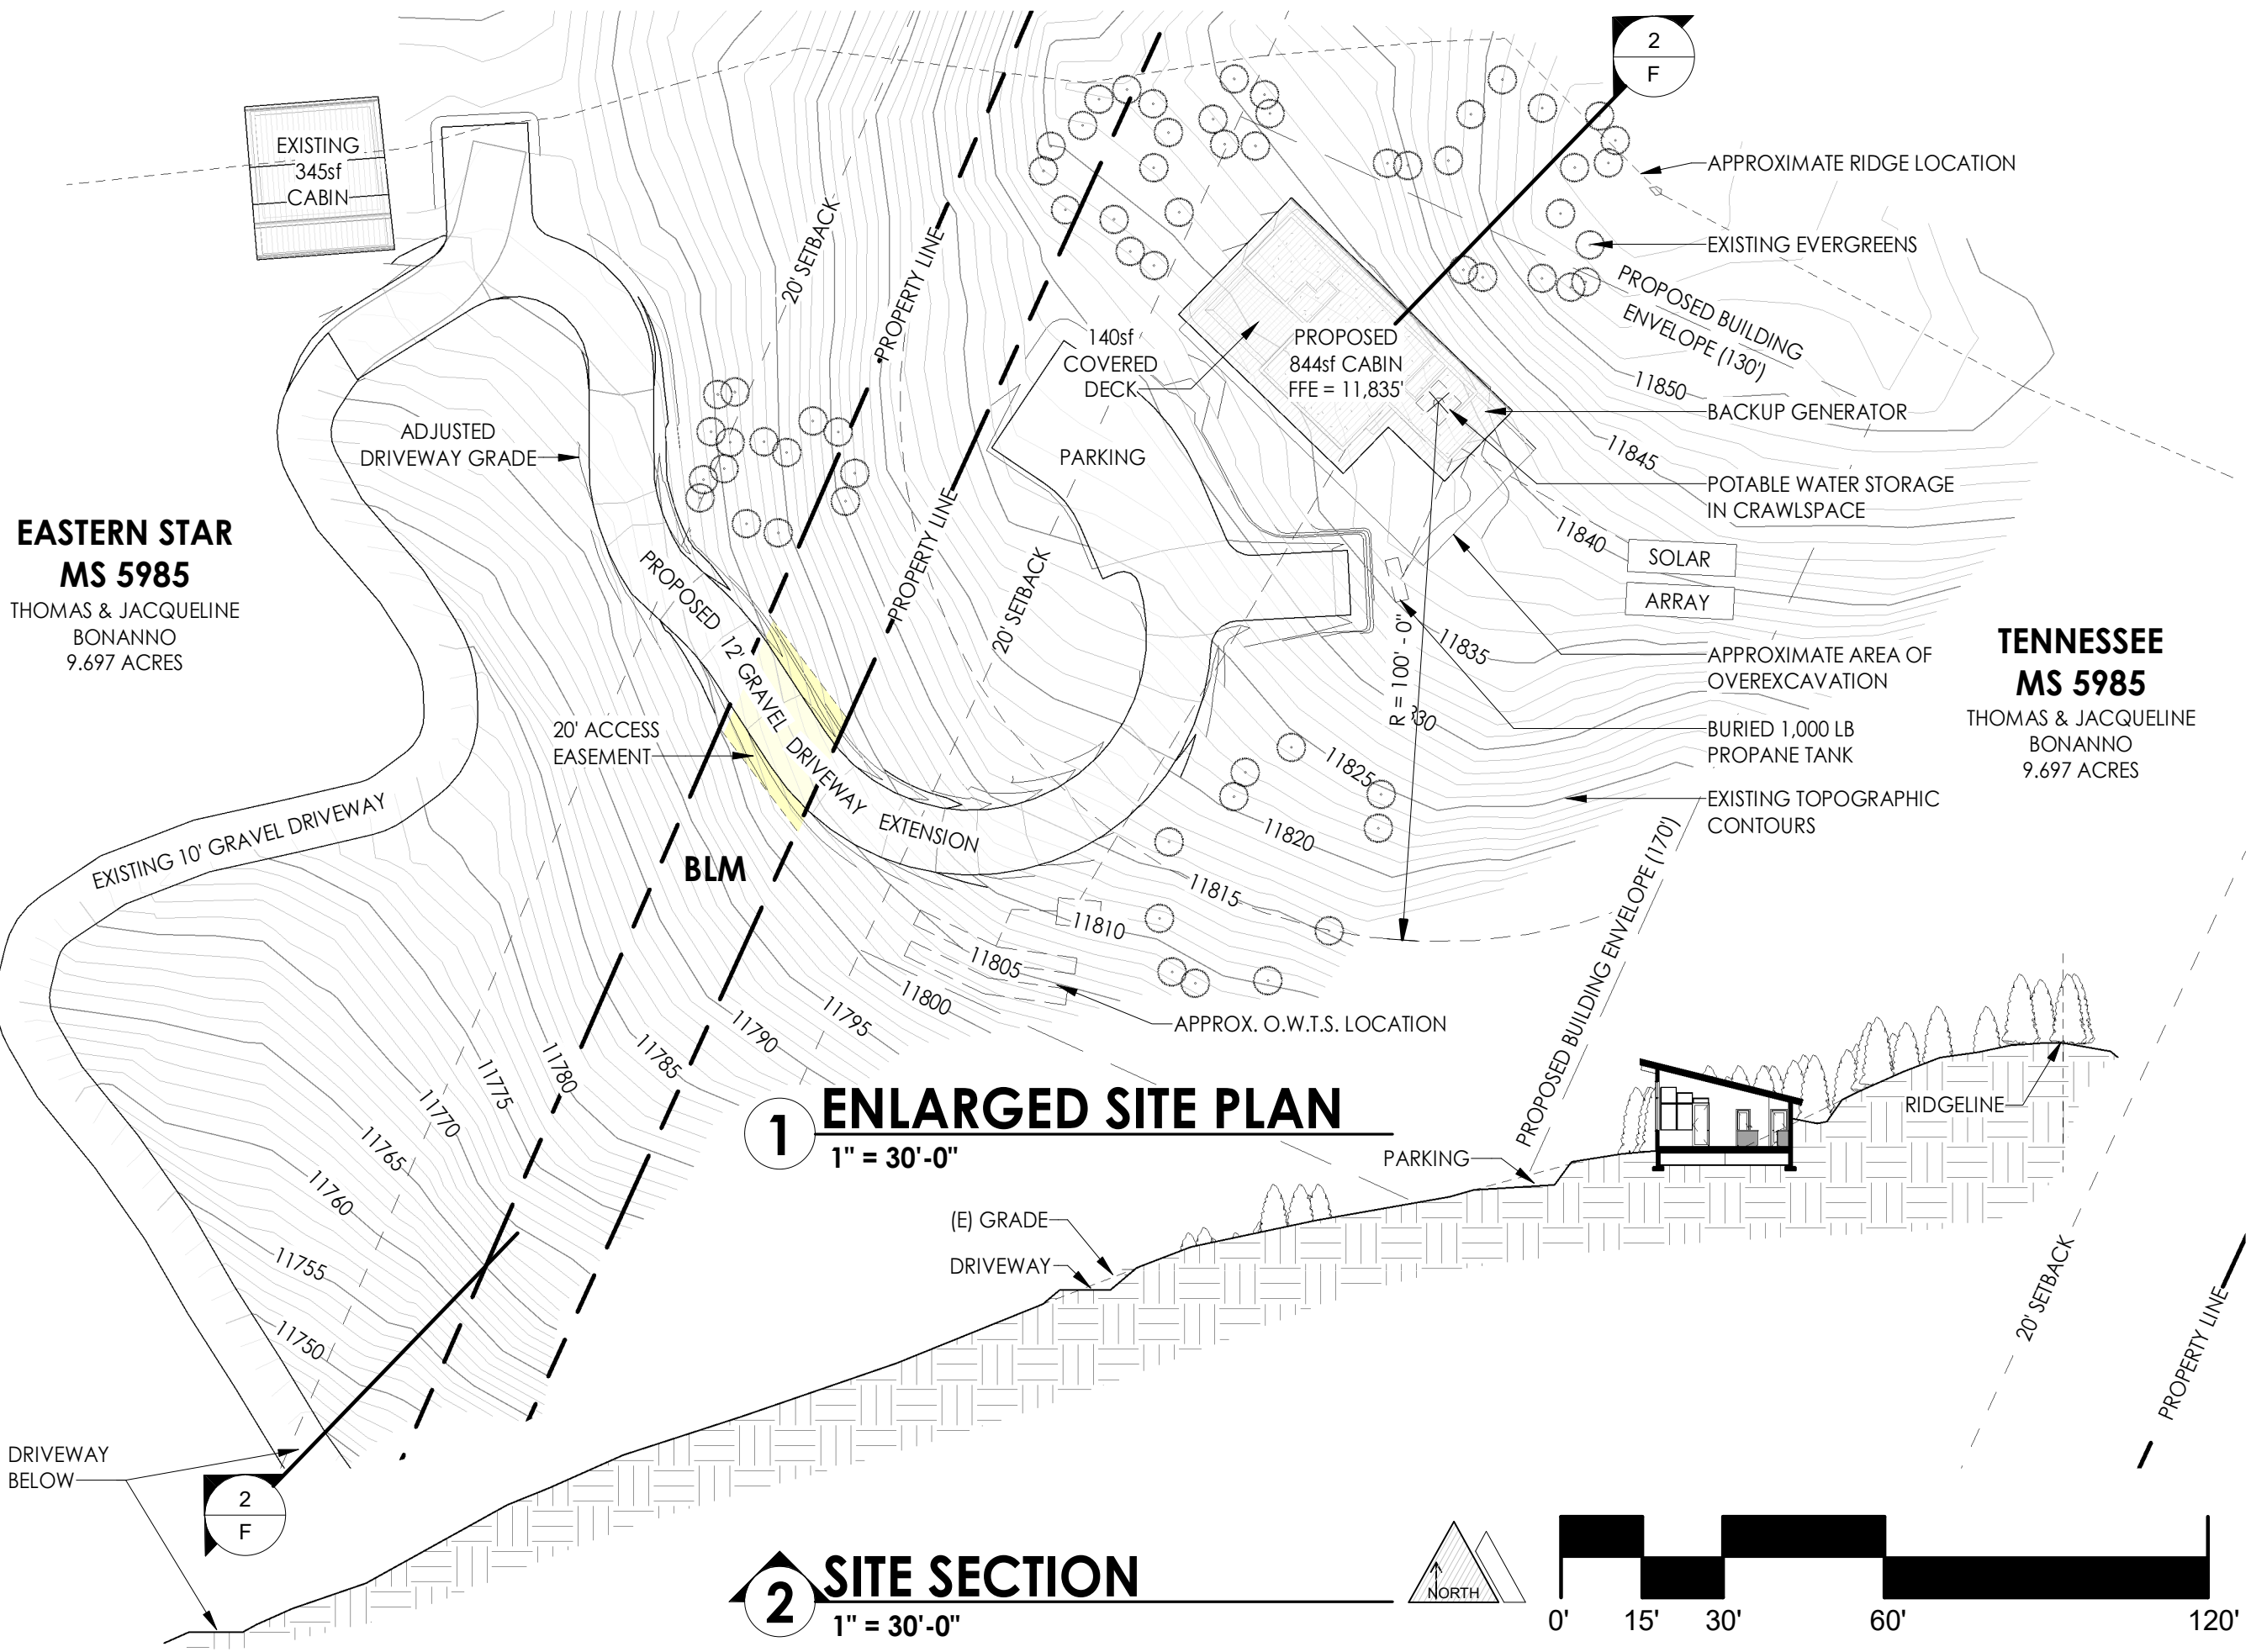 2
F
EXISTING
345sf
CABIN
20' SETBACK
PROPERTY LINE
PROPERTY LINE
20' SETBACK
APPROXIMATE RIDGE LOCATION
EXISTING EVERGREENS
PROPOSED BUILDING
ENVELOPE (130')
140sf
COVERED
DECK
PROPOSED
844sf CABIN
FFE = 11,835'
11850
BACKUP GENERATOR
11845
POTABLE WATER STORAGE
IN CRAWLSPACE
11840
SOLAR
ARRAY
ADJUSTED
DRIVEWAY GRADE
PARKING
EASTERN STAR
MS 5985
THOMAS & JACQUELINE
BONANNO
9.697 ACRES
PROPOSED 12' GRAVEL DRIVEWAY EXTENSION
R = 100' - 0"
11835
APPROXIMATE AREA OF
OVEREXCAVATION
TENNESSEE
MS 5985
THOMAS & JACQUELINE
BONANNO
9.697 ACRES
30
20' ACCESS
EASEMENT
BURIED 1,000 LB
PROPANE TANK
11825
EXISTING TOPOGRAPHIC
CONTOURS
EXISTING 10' GRAVEL DRIVEWAY
BLM
11820
11815
11810
11805
11800
11795
11790
11785
11780
11775
11770
11765
11760
11755
11750
APPROX. O.W.T.S. LOCATION
PROPOSED BUILDING ENVELOPE (170')
1
ENLARGED SITE PLAN
1" = 30'-0"
RIDGELINE
PARKING
(E) GRADE
DRIVEWAY
20' SETBACK
PROPERTY LINE
DRIVEWAY
BELOW
2
F
2
SITE SECTION
1" = 30'-0"
NORTH
0' 15' 30' 60' 120'